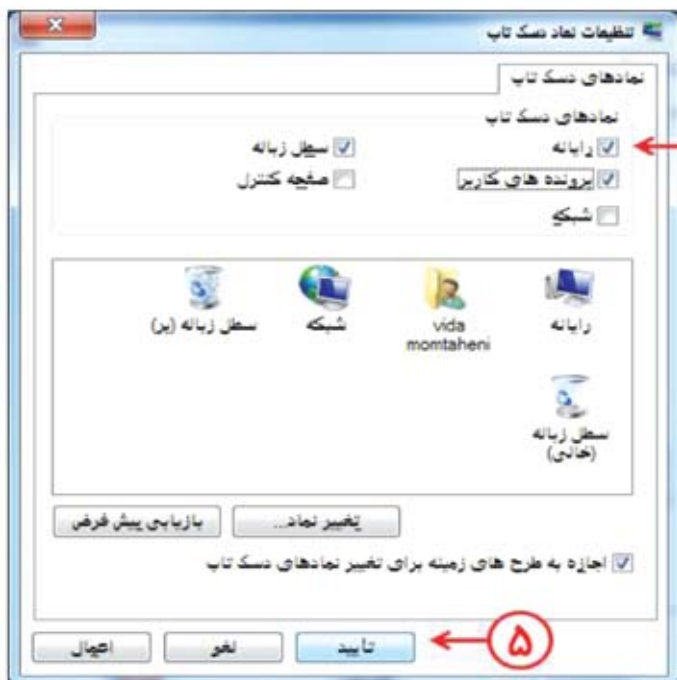 تنظیمات نماد دسک تاپ
نمادهای دسک تاپ
نمادهای دسک تاپ
رایانه
سطل زباله
پرونده های کاربر
صفحه کنترل
شبکه
رایانه
vida momtaheni
شبکه
سطل زباله (پر)
سطل زباله (خالی)
تغییر نماد...
بازیابی پیش فرض
اجازه به طرح های زمینه برای تغییر نمادهای دسک تاپ
۵
تأیید
لغو
اعمال